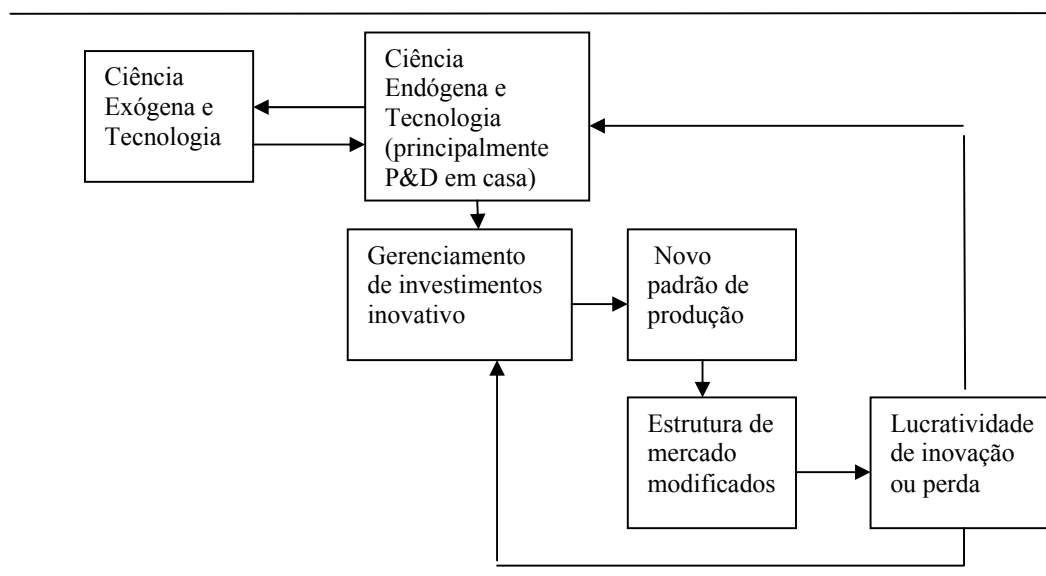 Ciência
Exógena e
Tecnologia
Ciência
Endógena e
Tecnologia
(principalmente
P&D em casa)
Gerenciamento
de investimentos
inovativo
Novo
padrão de
produção
Estrutura de
mercado
modificados
Lucratividade
de inovação
ou perda